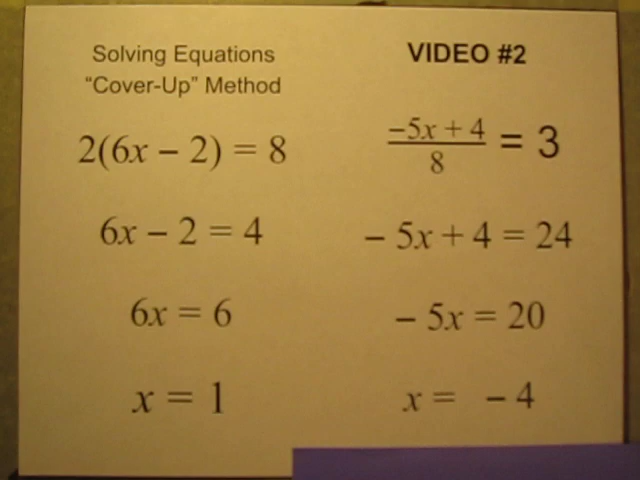 Solving Equations
“Cover-Up” Method
2(6x − 2) = 8
6x − 2 = 4
6x = 6
x = 1
VIDEO #2
(−5x + 4)/8 = 3
− 5x + 4 = 24
− 5x = 20
x = − 4